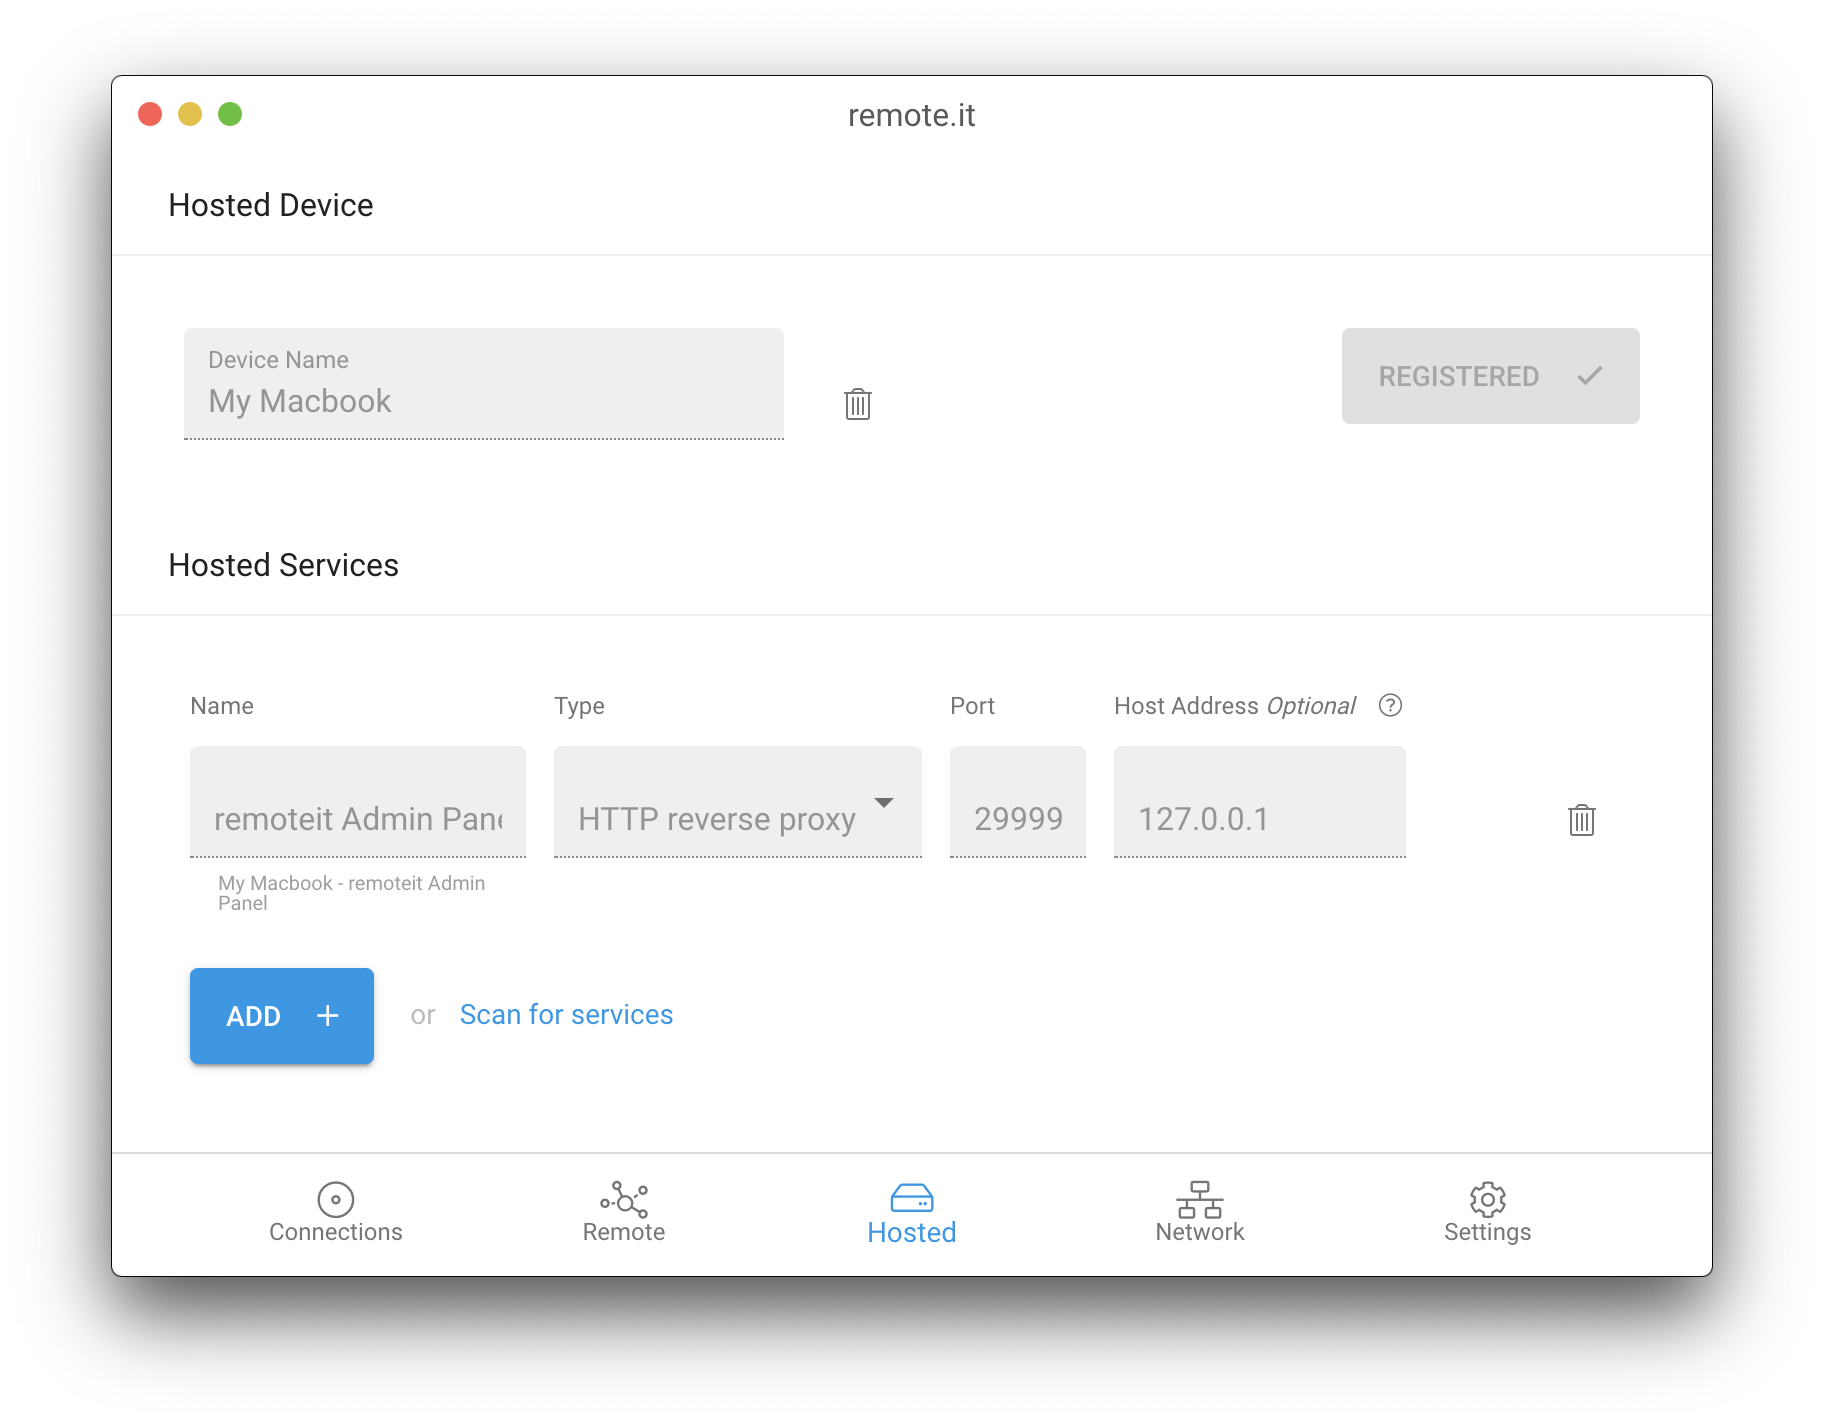 remote.it
Hosted Device
Device Name
My Macbook
REGISTERED
Hosted Services
Name Type Port Host Address Optional ?
remoteit Admin Pane HTTP reverse proxy 29999 127.0.0.1
My Macbook - remoteit Admin
Panel
ADD + or Scan for services
Connections Remote Hosted Network Settings